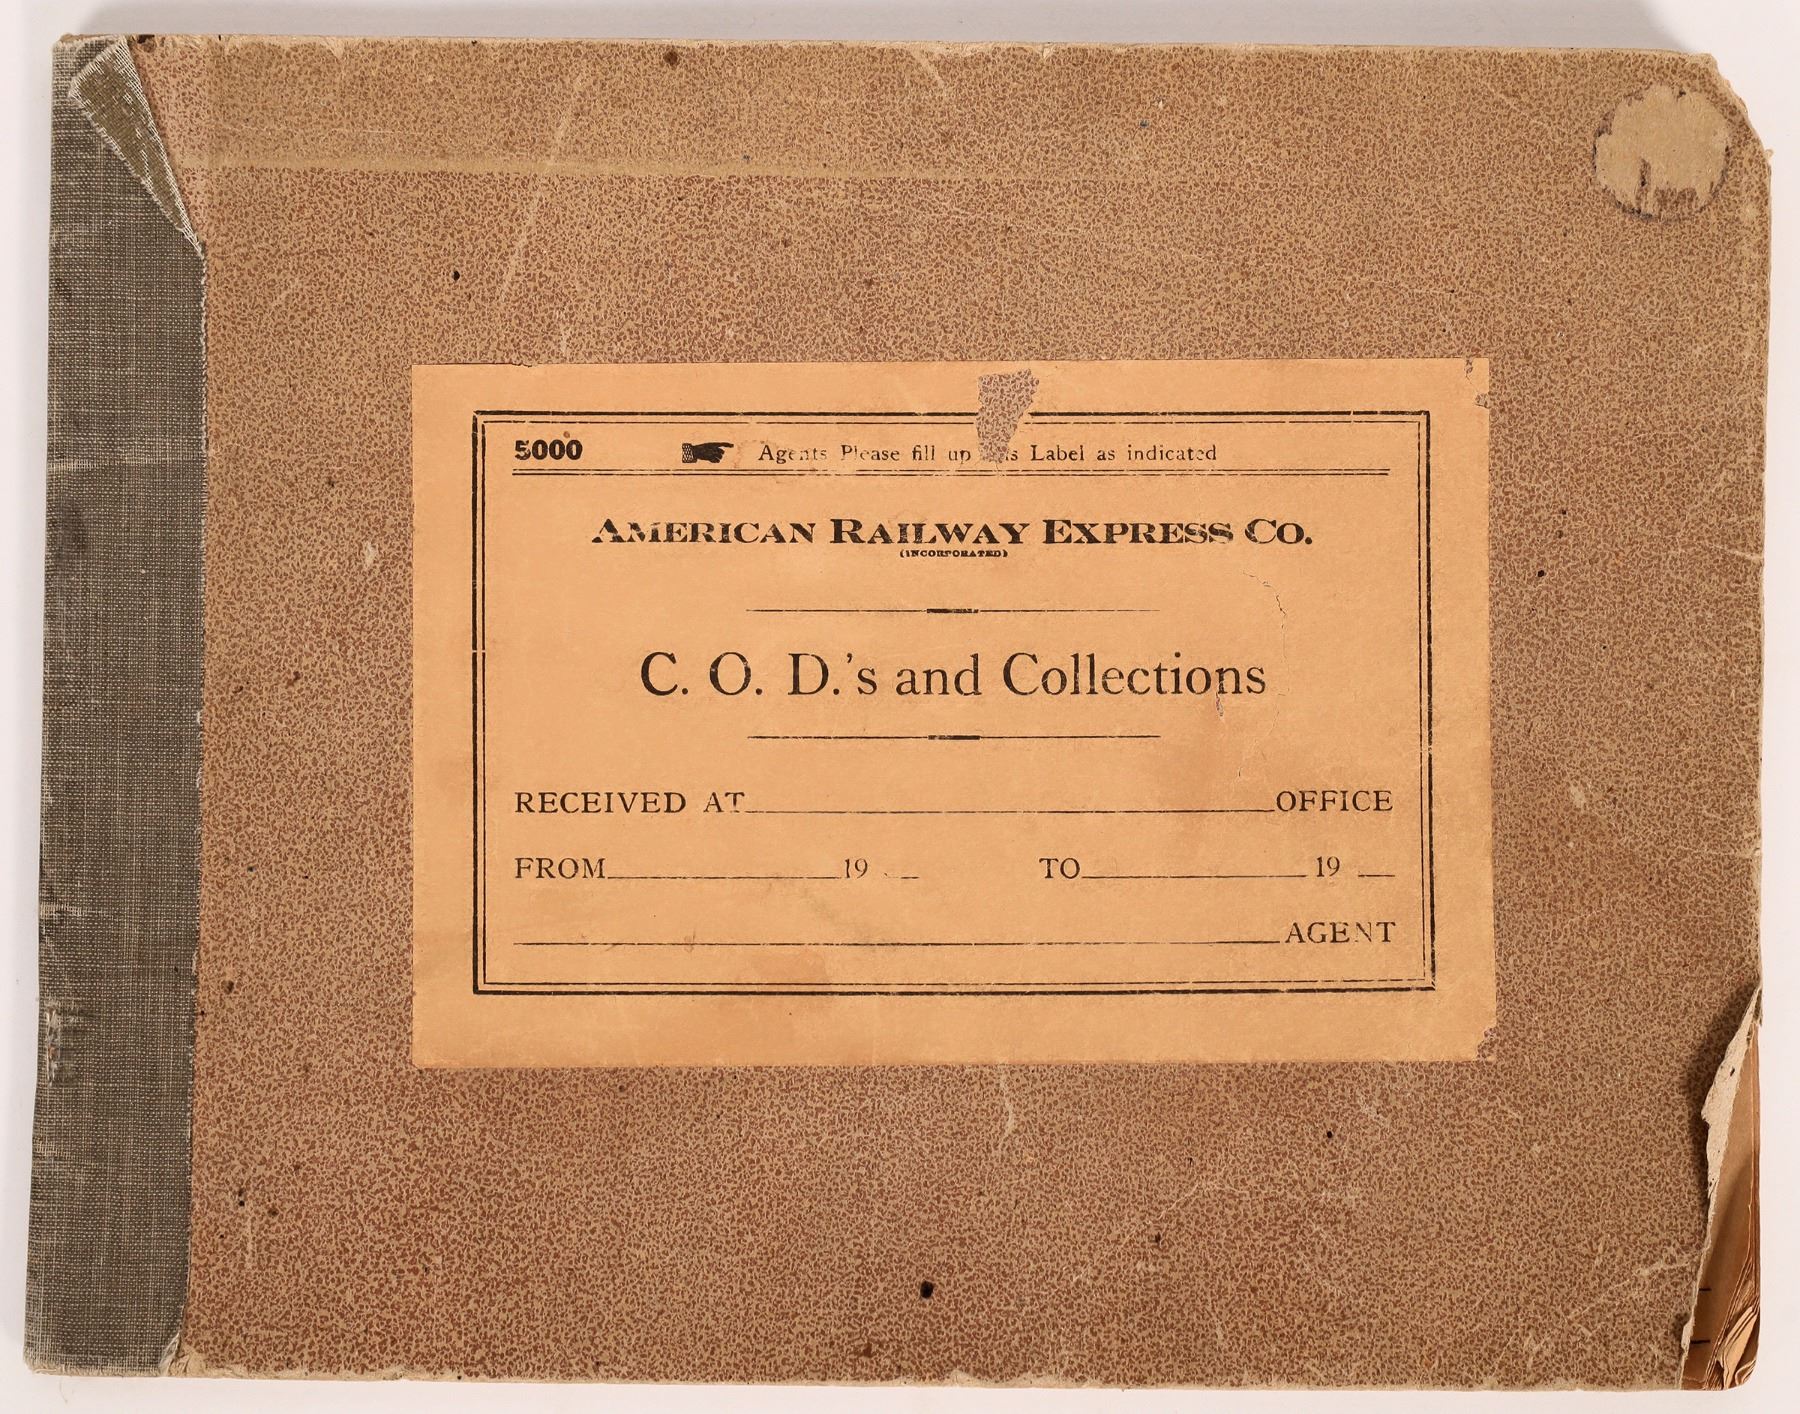 5000 Agents Please fill up Label as indicated
AMERICAN RAILWAY EXPRESS CO.
(INCORPORATED)
C. O. D.'s and Collections
RECEIVED AT OFFICE
FROM 19 TO 19
AGENT